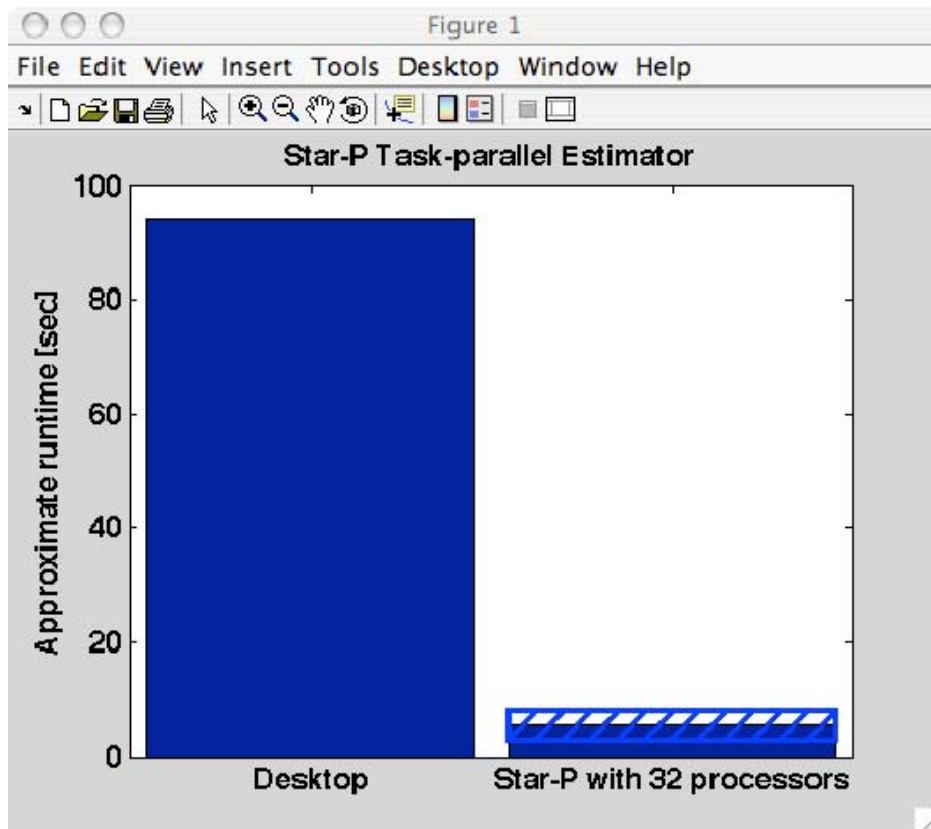 Figure 1
File Edit View Insert Tools Desktop Window Help
Star-P Task-parallel Estimator
100
80
60
40
20
0
Approximate runtime [sec]
Desktop
Star-P with 32 processors